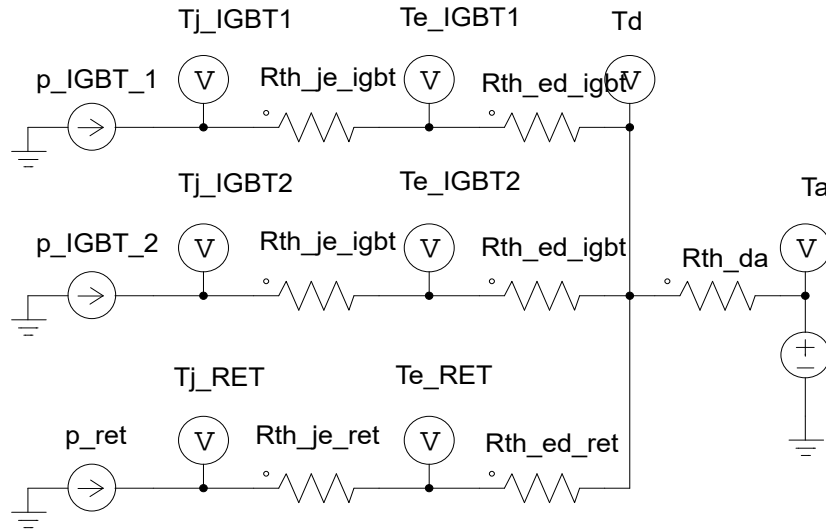 Tj_IGBT1
Te_IGBT1
Td
p_IGBT_1
V
Rth_je_igbt
V
Rth_ed_igbt
V
Tj_IGBT2
Te_IGBT2
Ta
p_IGBT_2
V
Rth_je_igbt
V
Rth_ed_igbt
Rth_da
V
Tj_RET
Te_RET
p_ret
V
Rth_je_ret
V
Rth_ed_ret